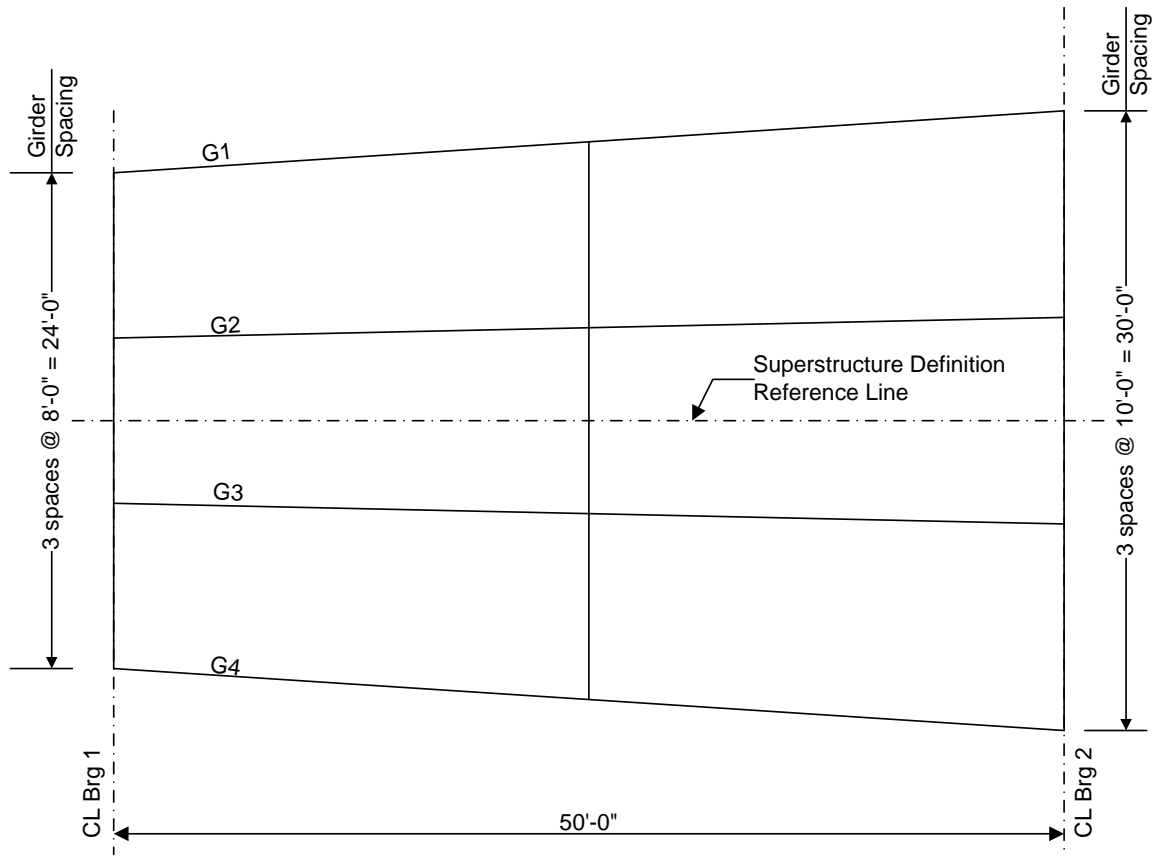 Girder
Spacing
Girder
Spacing
G1
G2
Superstructure Definition
Reference Line
G3
G4
3 spaces @ 8'-0" = 24'-0"
3 spaces @ 10'-0" = 30'-0"
CL Brg 1
CL Brg 2
50'-0"